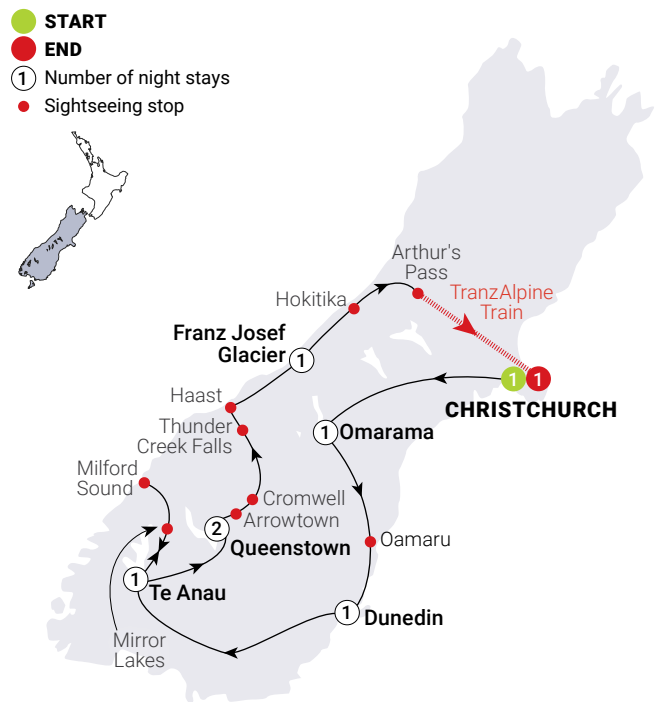 START
END
1 Number of night stays
Sightseeing stop
Arthur's
Pass
TranzAlpine
Train
Hokitika
Franz Josef
Glacier
1
1
1
CHRISTCHURCH
Haast
Thunder
Creek Falls
1
Omarama
Milford
Sound
Cromwell
Arrowtown
2
Queenstown
Oamaru
1
Te Anau
1
Dunedin
Mirror
Lakes